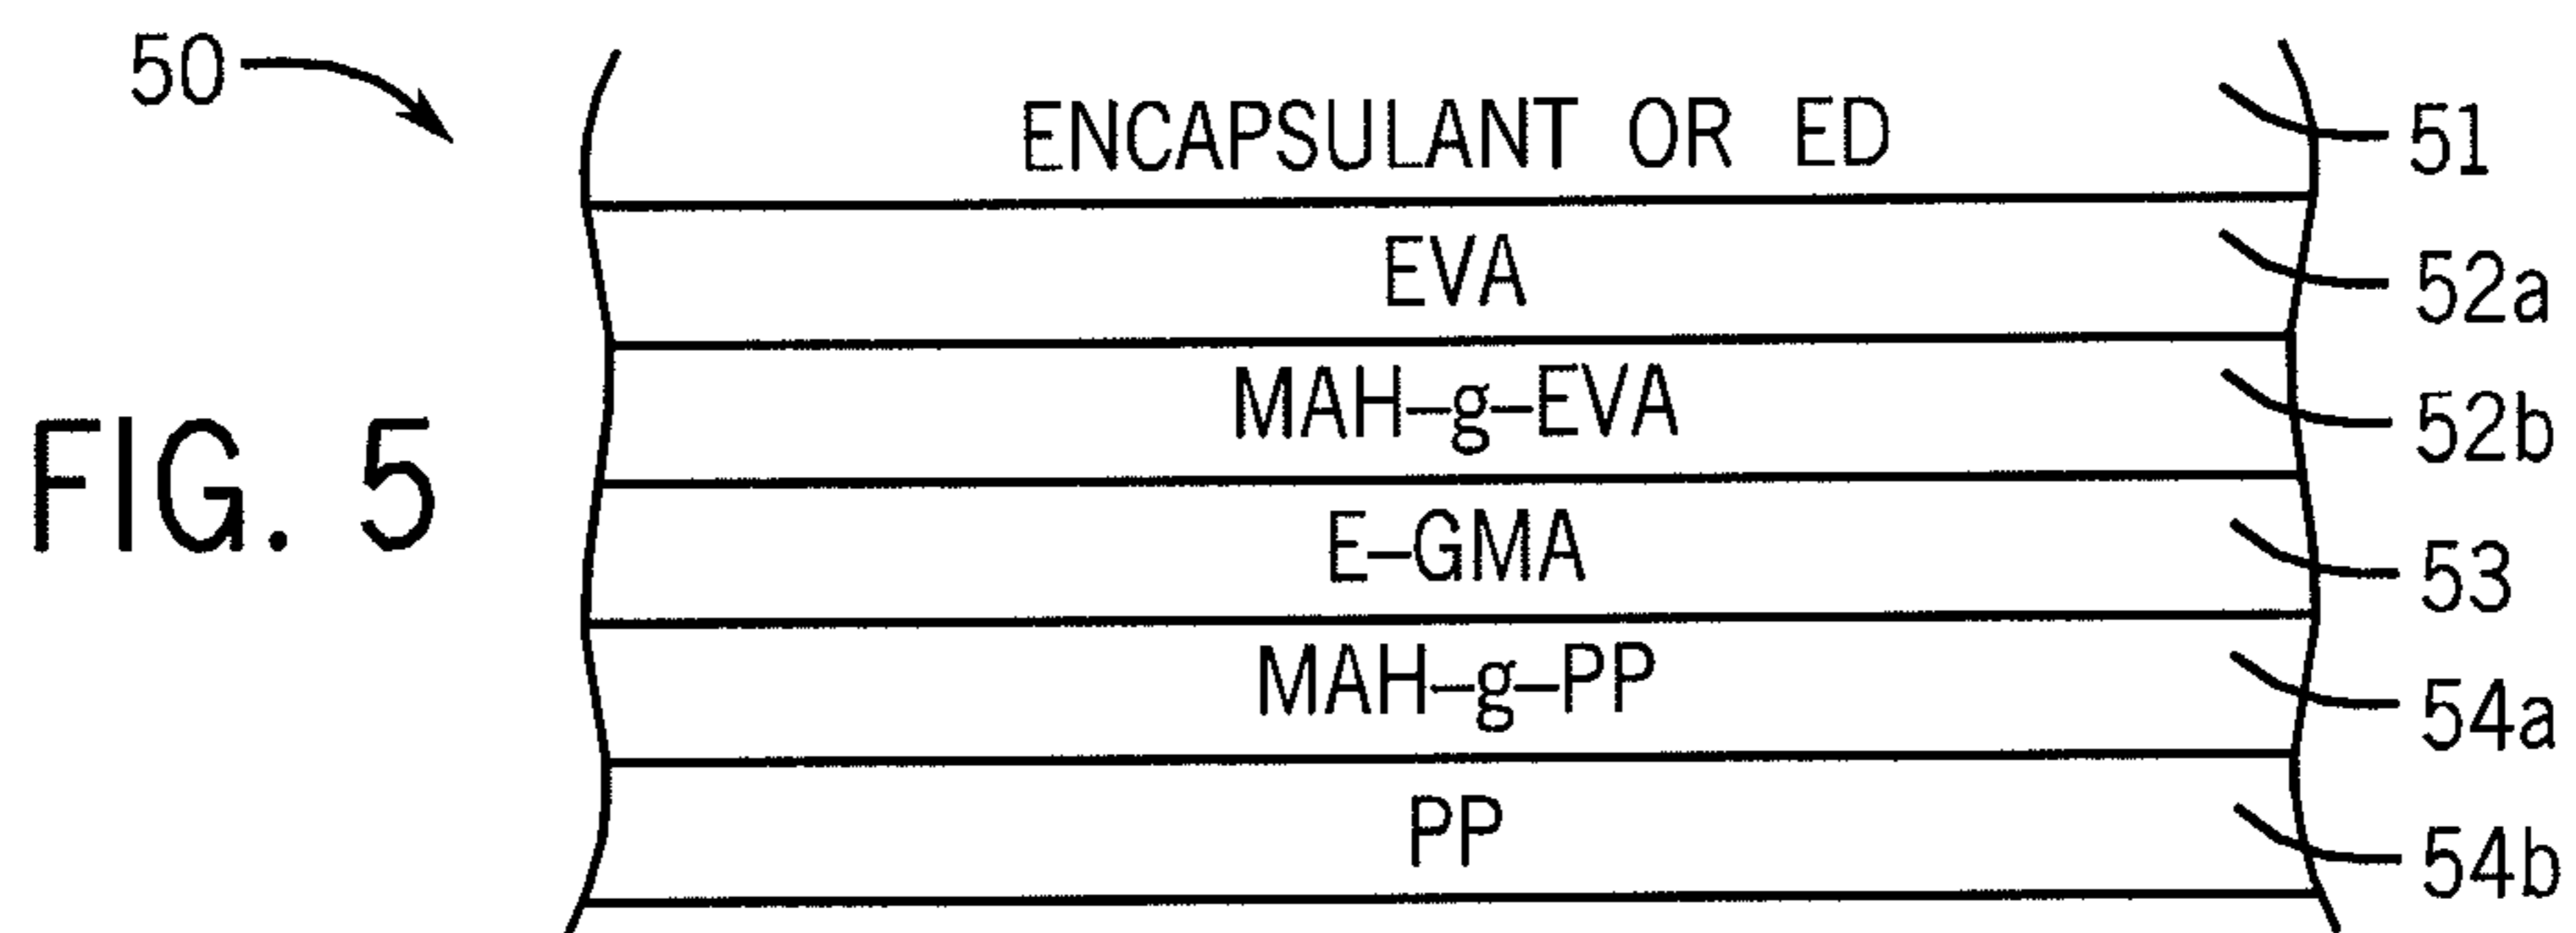 50
ENCAPSULANT OR ED 51
EVA 52a
MAH-g-EVA 52b
FIG. 5
E-GMA 53
MAH-g-PP 54a
PP 54b